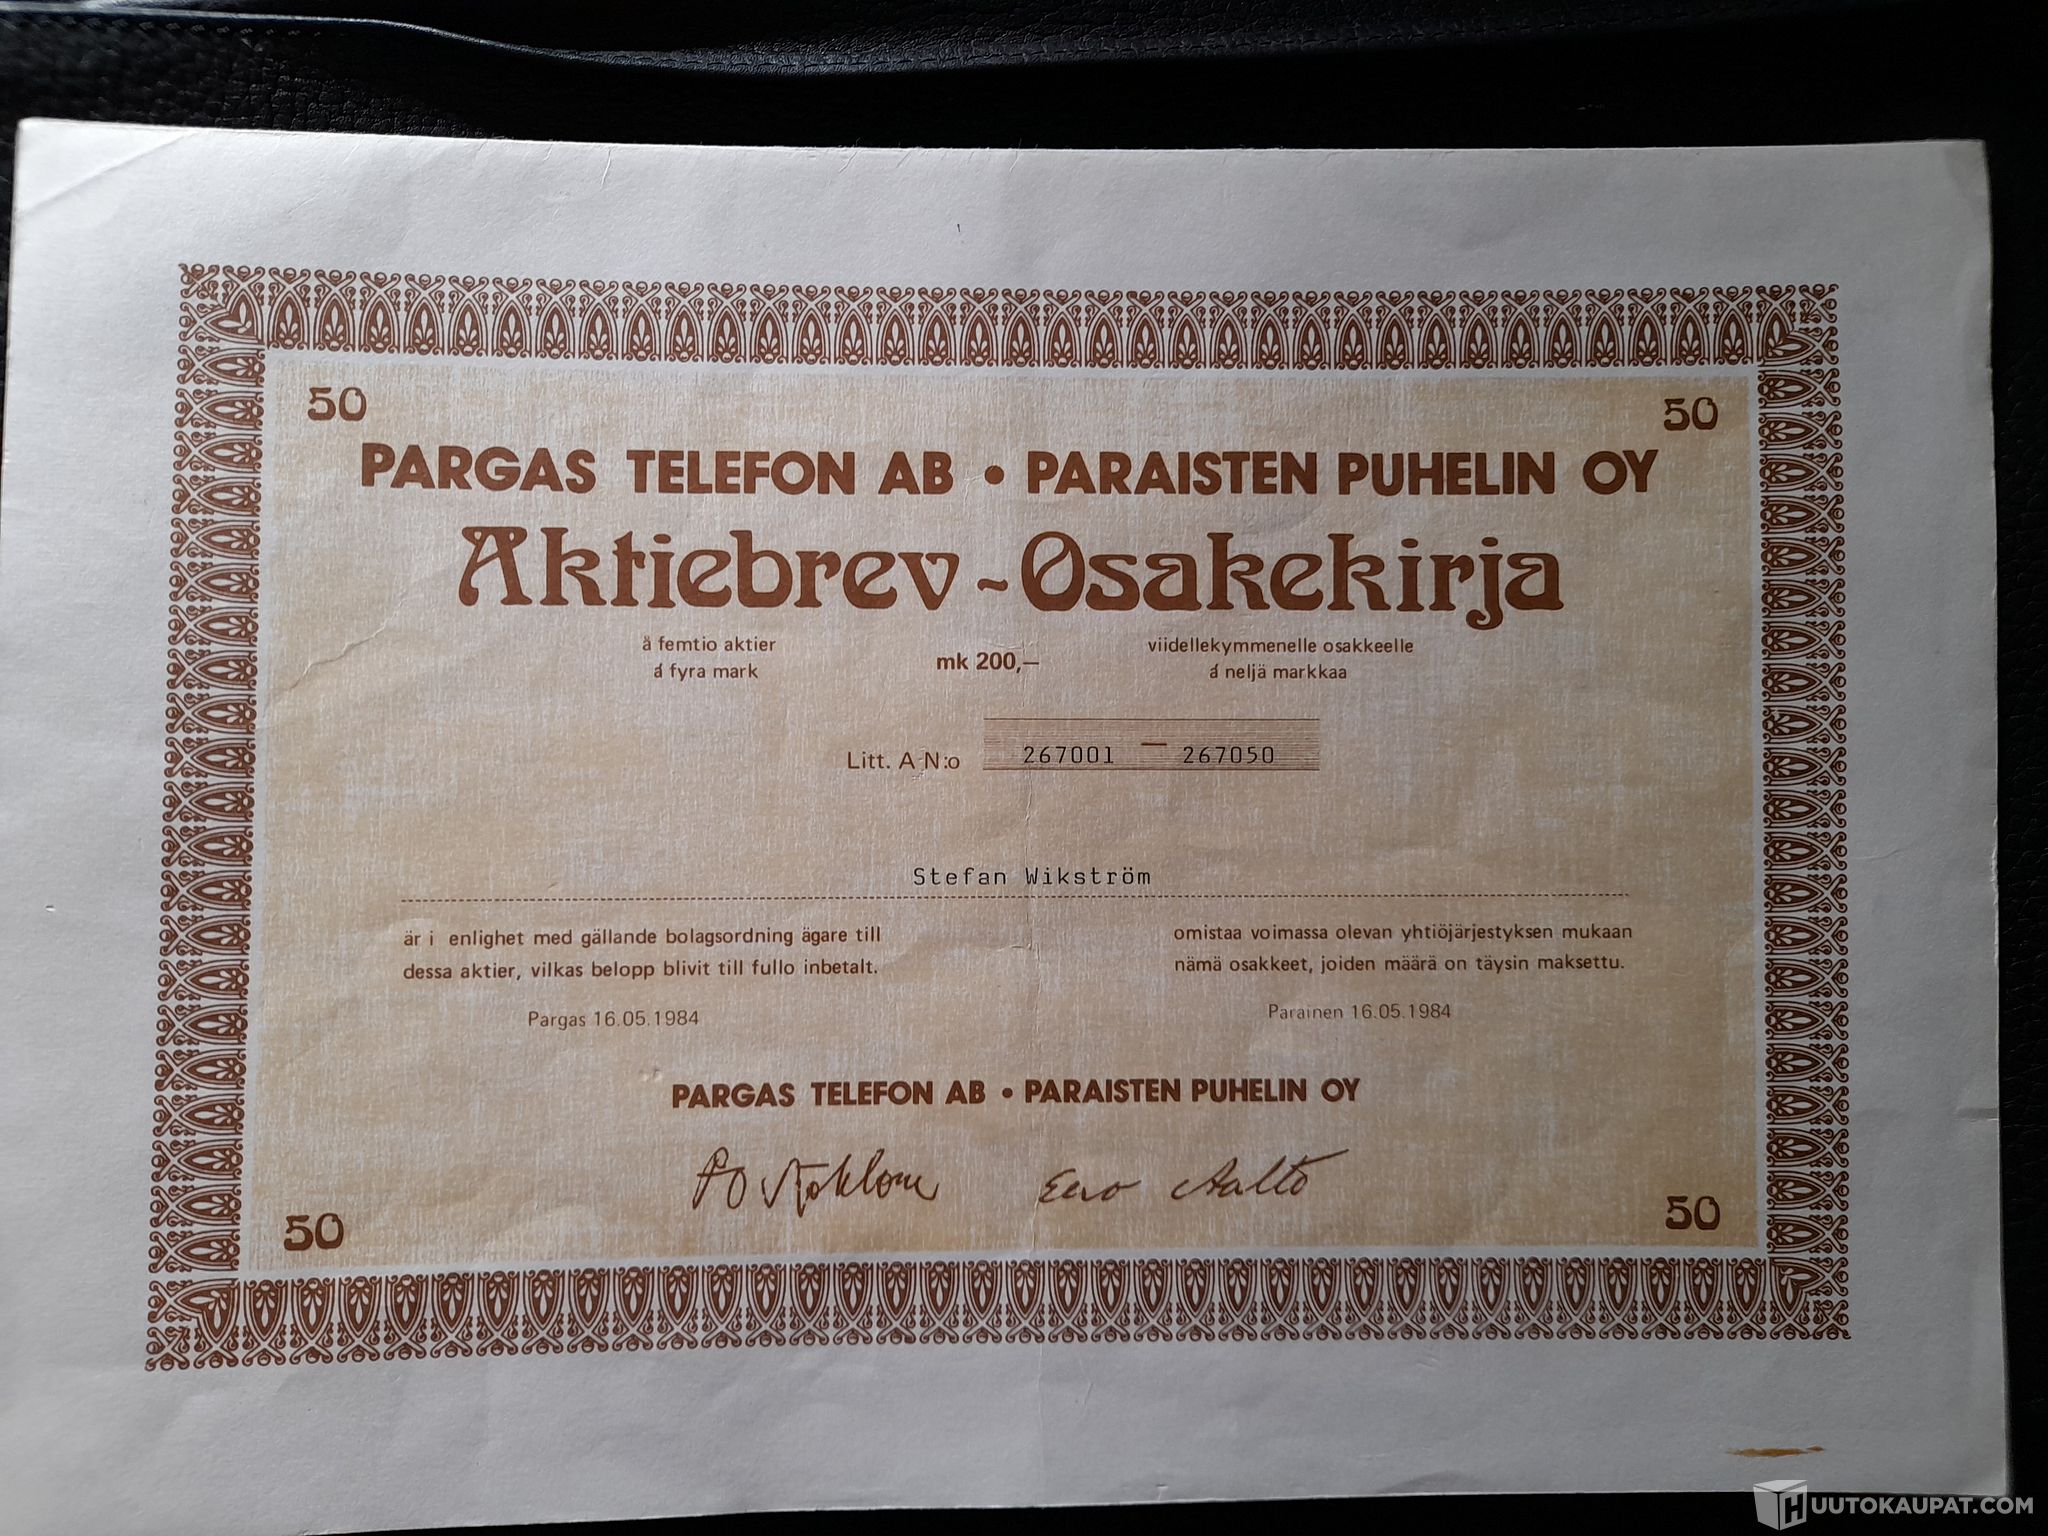 50 50
PARGAS TELEFON AB • PARAISTEN PUHELIN OY
Aktiebrev - Osakekirja
à femtio aktier
á fyra mark
mk 200,—
viidellekymmenelle osakkeelle
á neljä markkaa
Litt. A N:o 267001 — 267050
Stefan Wikström
är i enlighet med gällande bolagsordning ägare till
dessa aktier, vilkas belopp blivit till fullo inbetalt.
Pargas 16.05.1984
omistaa voimassa olevan yhtiöjärjestyksen mukaan
nämä osakkeet, joiden määrä on täysin maksettu.
Parainen 16.05.1984
PARGAS TELEFON AB • PARAISTEN PUHELIN OY
Eero Aalto
50 50
HUUTOKAUPAT.COM